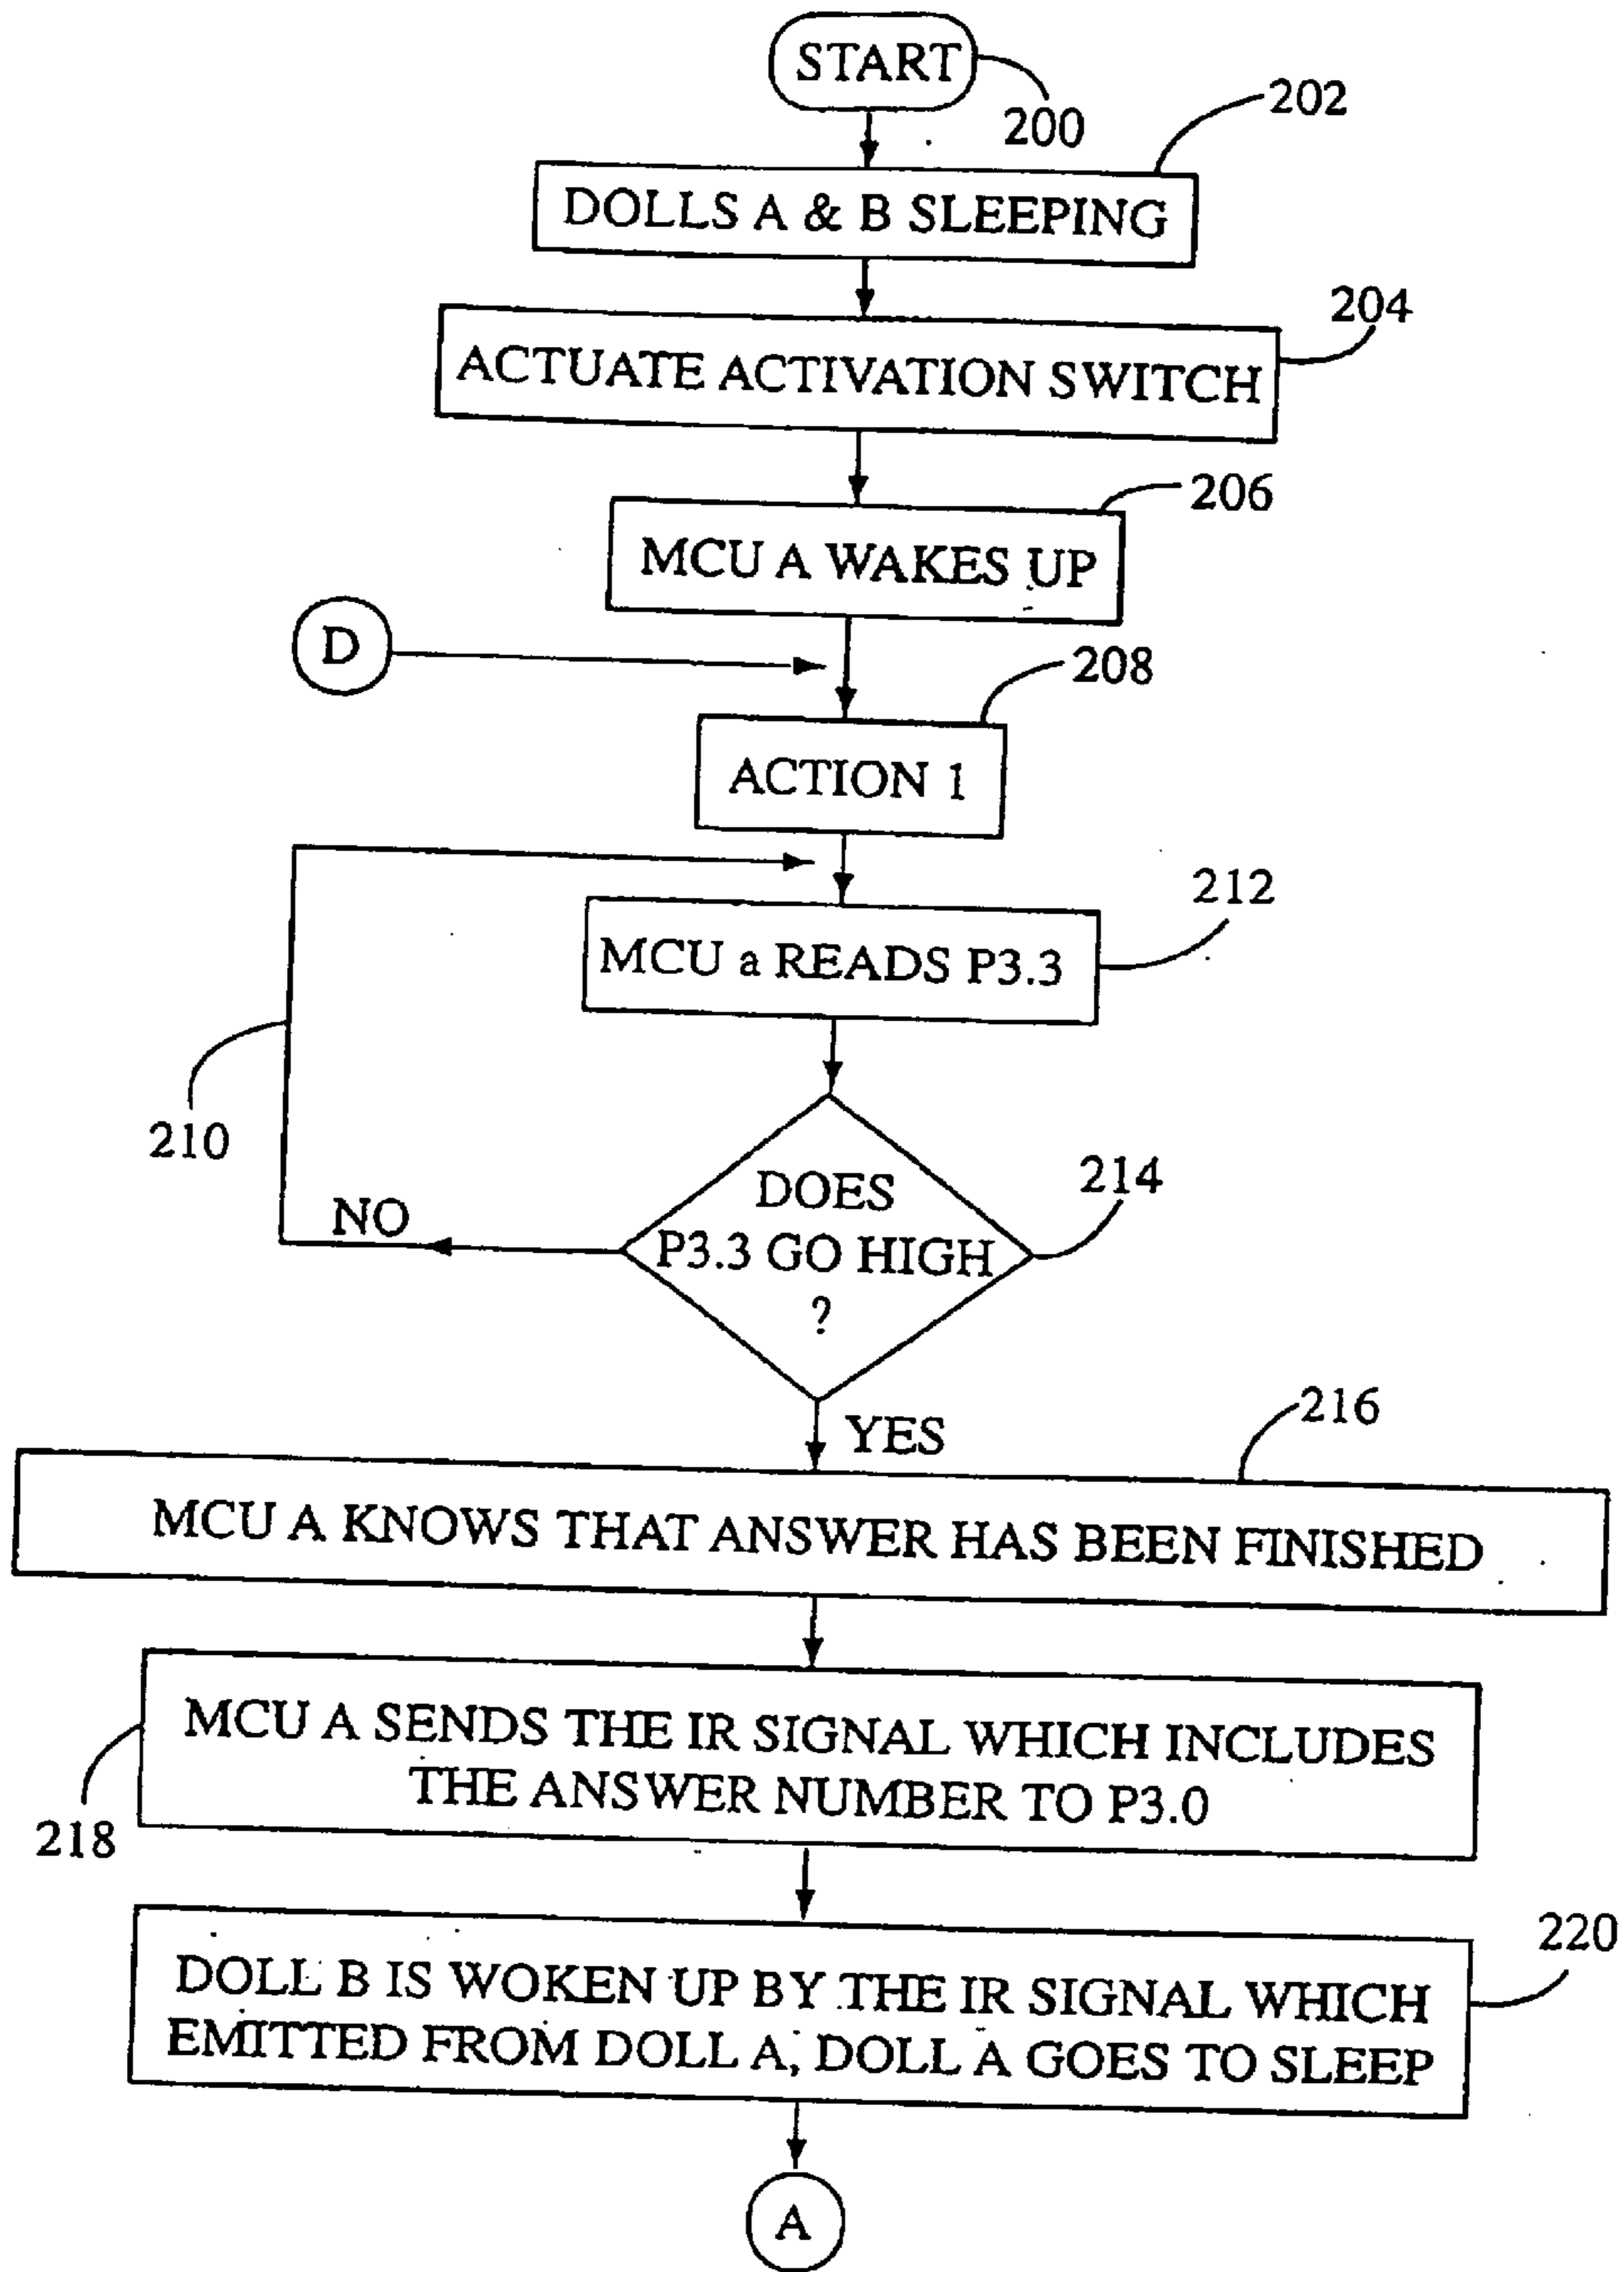 START
200
202
DOLLS A & B SLEEPING
204
ACTUATE ACTIVATION SWITCH
206
MCU A WAKES UP
D
208
ACTION 1
212
MCU a READS P3.3
210
214
DOES
P3.3 GO HIGH
?
NO
YES
216
MCU A KNOWS THAT ANSWER HAS BEEN FINISHED
MCU A SENDS THE IR SIGNAL WHICH INCLUDES
THE ANSWER NUMBER TO P3.0
218
220
DOLL B IS WOKEN UP BY THE IR SIGNAL WHICH
EMITTED FROM DOLL A, DOLL A GOES TO SLEEP
A